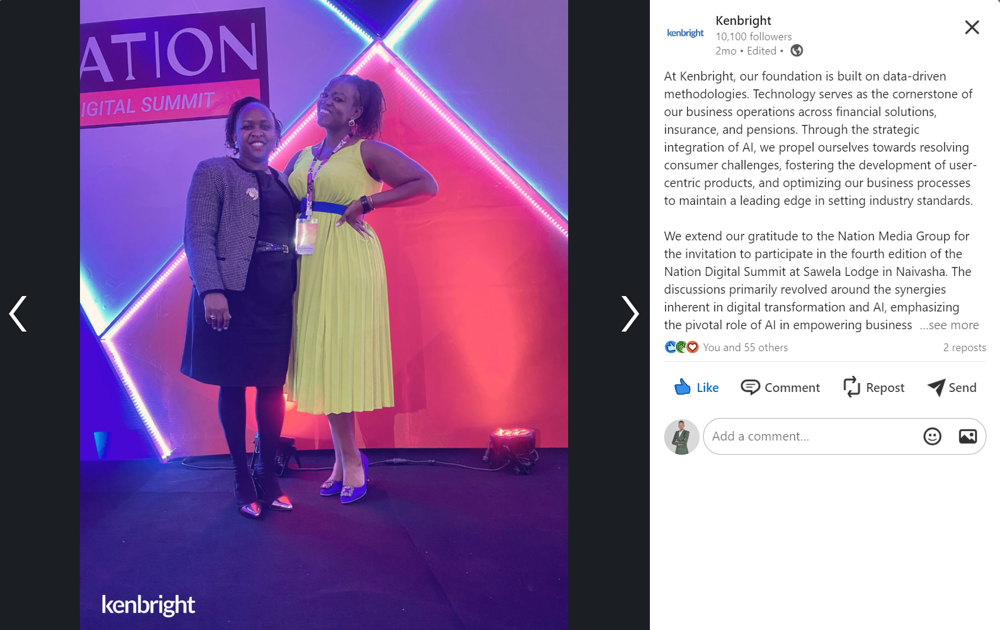 ATION
IGITAL SUMMIT
kenbright
kenbright
Kenbright
10,100 followers
2mo • Edited •
At Kenbright, our foundation is built on data-driven
methodologies. Technology serves as the cornerstone of
our business operations across financial solutions,
insurance, and pensions. Through the strategic
integration of AI, we propel ourselves towards resolving
consumer challenges, fostering the development of user-
centric products, and optimizing our business processes
to maintain a leading edge in setting industry standards.
We extend our gratitude to the Nation Media Group for
the invitation to participate in the fourth edition of the
Nation Digital Summit at Sawela Lodge in Naivasha. The
discussions primarily revolved around the synergies
inherent in digital transformation and AI, emphasizing
the pivotal role of AI in empowering business ...see more
You and 55 others 2 reposts
Like Comment Repost Send
Add a comment...